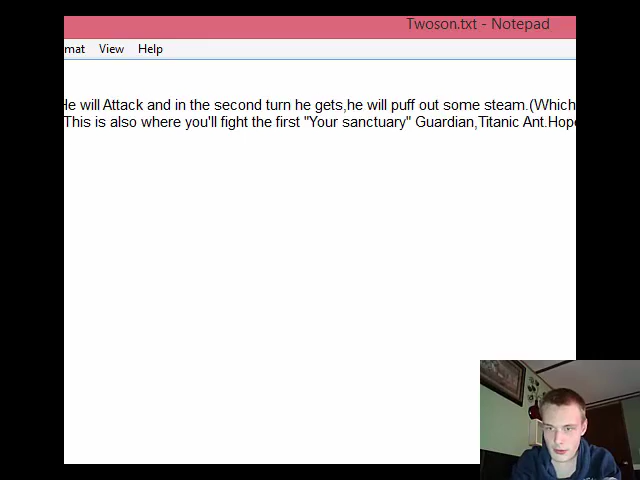 Twoson.txt - Notepad
mat View Help
He will Attack and in the second turn he gets,he will puff out some steam.(Which
This is also where you'll fight the first "Your sanctuary" Guardian,Titanic Ant.Hope